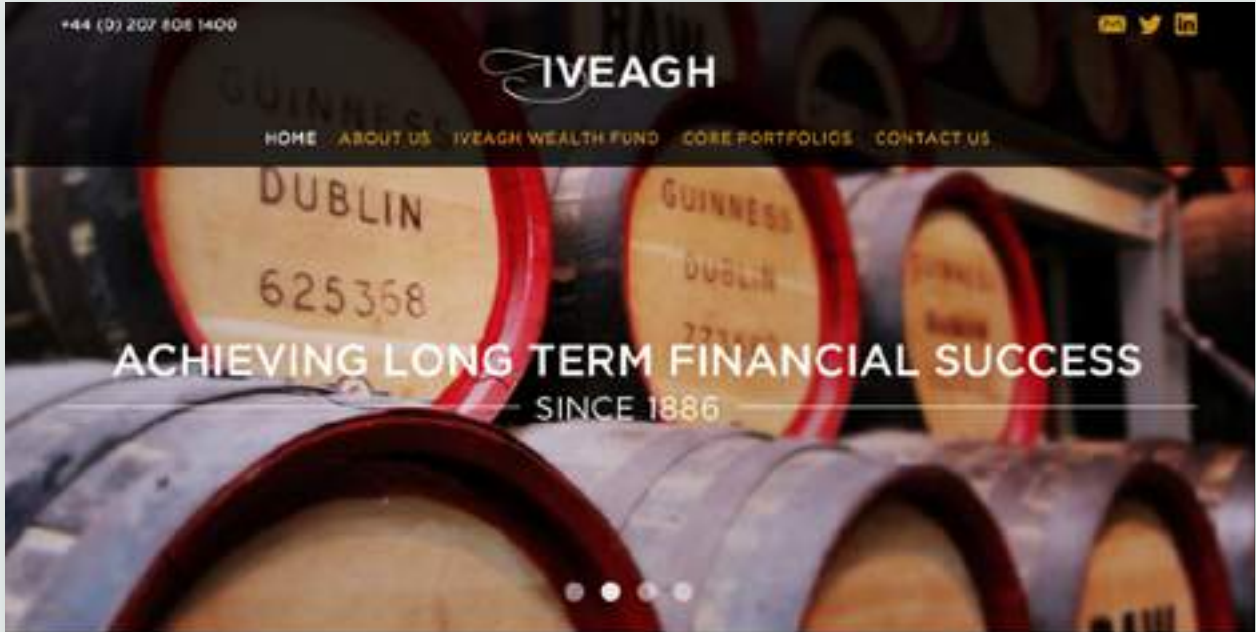 +44 (0) 207 808 1400
IVEAGH
HOME ABOUT US IVEAGH WEALTH FUND CORE PORTFOLIOS CONTACT US
GUINNESS
DUBLIN
625368
GUINNESS
DUBLIN
ACHIEVING LONG TERM FINANCIAL SUCCESS
SINCE 1886